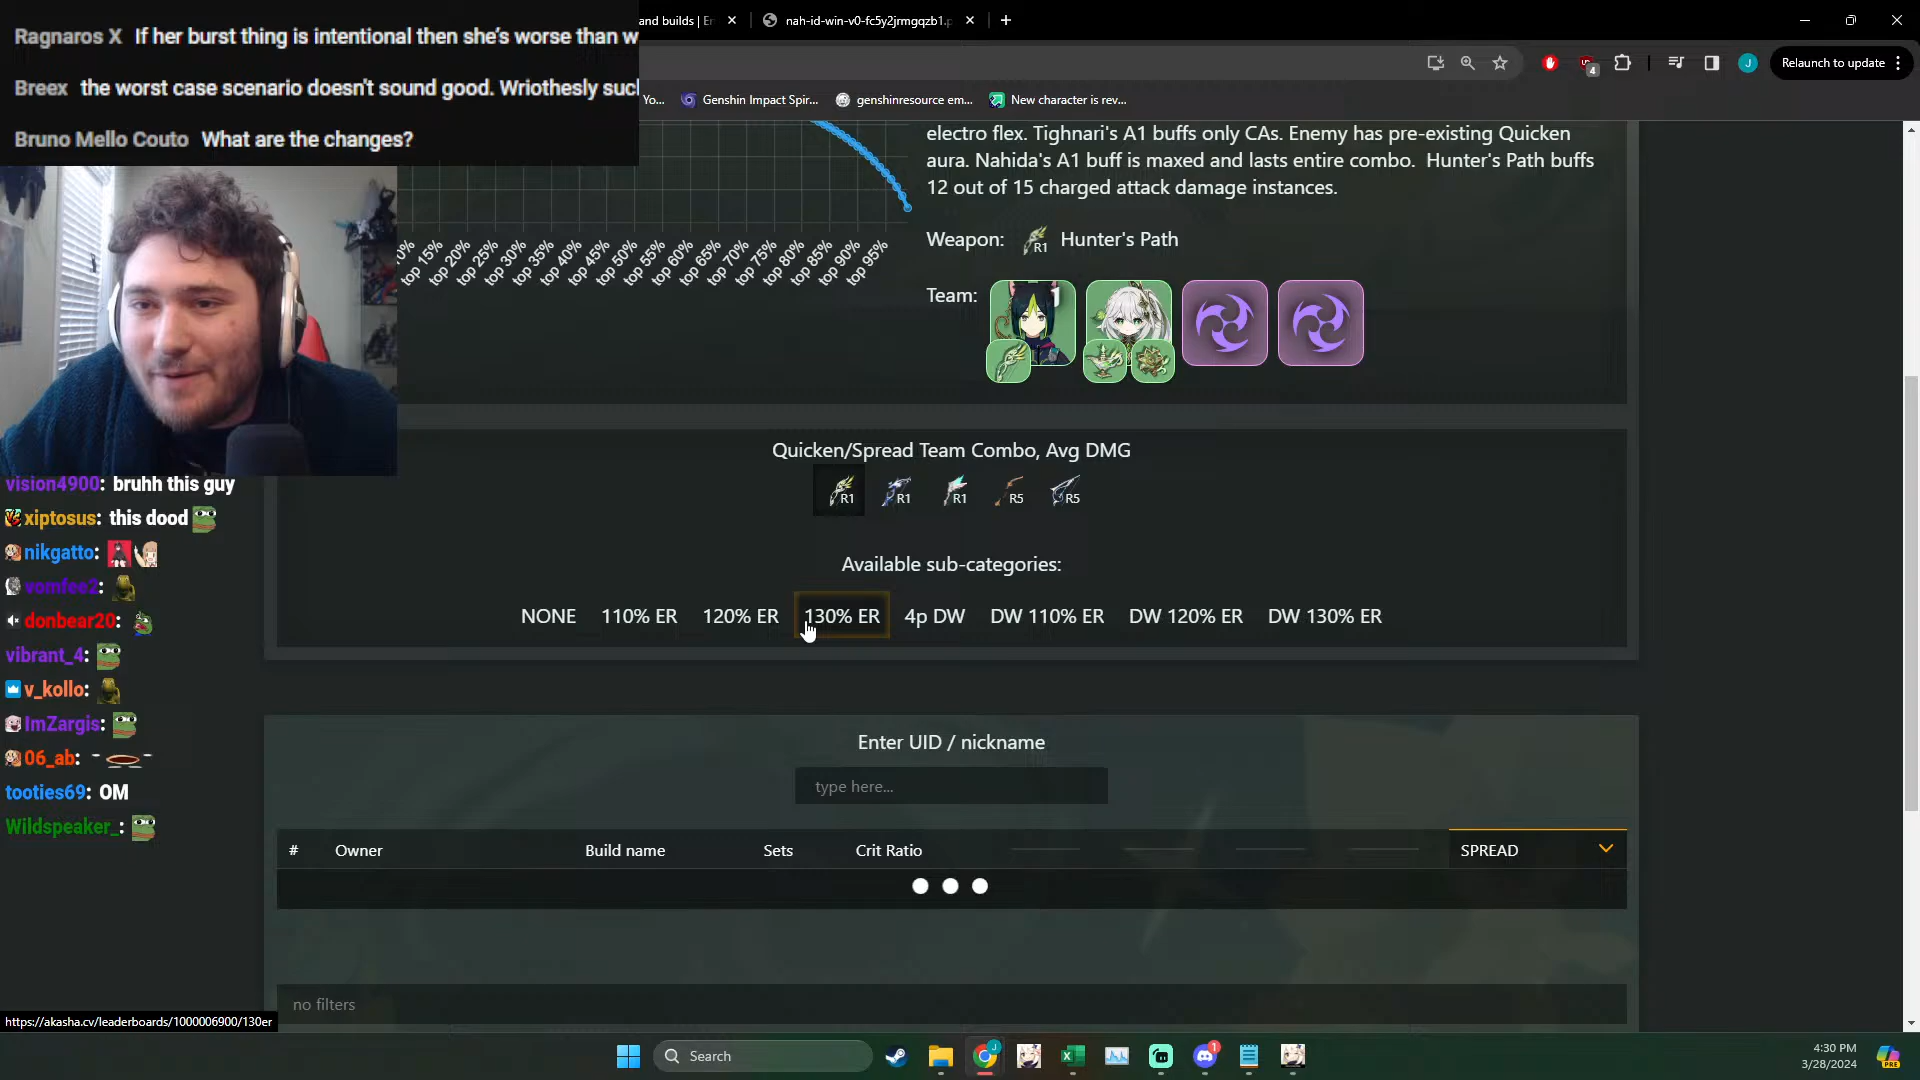 Ragnaros X If her burst thing is intentional then she's worse than w
Breex the worst case scenario doesn't sound good. Wriothesly suc
Bruno Mello Couto What are the changes?
and builds | En
nah-id-win-v0-fc5y2jrmgqzb1.p
4
J
Relaunch to update
Yo...
Genshin Impact Spir...
genshinresource em...
New character is rev...
electro flex. Tighnari's A1 buffs only CAs. Enemy has pre-existing Quicken
aura. Nahida's A1 buff is maxed and lasts entire combo. Hunter's Path buffs
12 out of 15 charged attack damage instances.
top 15%
top 20%
top 25%
top 30%
top 35%
top 40%
top 45%
top 50%
top 55%
top 60%
top 65%
top 70%
top 75%
top 80%
top 85%
top 90%
top 95%
Weapon: R1 Hunter's Path
Team:
1
Quicken/Spread Team Combo, Avg DMG
R1 R1 R1 R5 R5
Available sub-categories:
NONE 110% ER 120% ER 130% ER 4p DW DW 110% ER DW 120% ER DW 130% ER
vision4900: bruhh this guy
xiptosus: this dood
nikgatto:
vomfee2:
donbear20:
vibrant_4:
v_kollo:
ImZargis:
06_ab:
tooties69: OM
Wildspeaker_:
Enter UID / nickname
type here...
# Owner Build name Sets Crit Ratio SPREAD
no filters
https://akasha.cv/leaderboards/1000006900/130er
Search
J
1
4:30 PM
3/28/2024
PRE